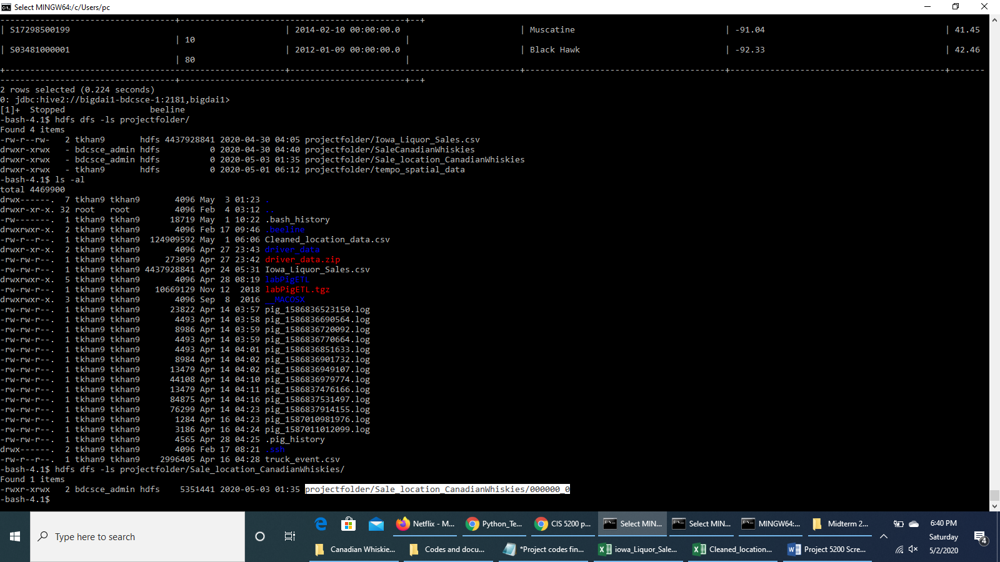 Select MINGW64:/c/Users/pc
-----------------------------------+---------------------------------------------+--+
| S17298500199 | 2014-02-10 00:00:00.0 | Muscatine | -91.04 | 41.45
| 10 |
| S03481000001 | 2012-01-09 00:00:00.0 | Black Hawk | -92.33 | 42.46
| 80 |
+--------------------------------------------------------+----------------------------------------------+----------------------------------------+-------------------------------------------+-------
-----------------------------------+---------------------------------------------+--+
2 rows selected (0.224 seconds)
0: jdbc:hive2://bigdai1-bdcsce-1:2181,bigdai1>
[1]+  Stopped                 beeline
-bash-4.1$ hdfs dfs -ls projectfolder/
Found 4 items
-rw-r--rw-   2 tkhan9       hdfs 4437928841 2020-04-30 04:05 projectfolder/Iowa_Liquor_Sales.csv
drwxr-xrwx   - bdcsce_admin hdfs          0 2020-04-30 04:40 projectfolder/SaleCanadianWhiskies
drwxr-xrwx   - bdcsce_admin hdfs          0 2020-05-03 01:35 projectfolder/Sale_location_CanadianWhiskies
drwxr-xrwx   - tkhan9       hdfs          0 2020-05-01 06:12 projectfolder/tempo_spatial_data
-bash-4.1$ ls -al
total 4469900
drwx------.  7 tkhan9 tkhan9       4096 May  3 01:23 .
drwxr-xr-x. 32 root   root         4096 Feb  4 03:12 ..
-rw-------.  1 tkhan9 tkhan9      18719 May  1 10:22 .bash_history
drwxrwxr-x.  2 tkhan9 tkhan9       4096 Feb 17 09:46 .beeline
-rw-r--r--.  1 tkhan9 tkhan9  124909592 May  1 06:06 Cleaned_location_data.csv
drwxr-xr-x.  2 tkhan9 tkhan9       4096 Apr 27 23:43 driver_data
-rw-rw-r--.  1 tkhan9 tkhan9     273059 Apr 27 23:42 driver_data.zip
-rw-rw-r--.  1 tkhan9 tkhan9 4437928841 Apr 24 05:31 Iowa_Liquor_Sales.csv
drwxrwxr-x.  5 tkhan9 tkhan9       4096 Apr 28 08:19 labPigETL
-rw-rw-r--.  1 tkhan9 tkhan9   10669129 Nov 12  2018 labPigETL.tgz
drwxrwxr-x.  3 tkhan9 tkhan9       4096 Sep  8  2016 __MACOSX
-rw-rw-r--.  1 tkhan9 tkhan9      23822 Apr 14 03:57 pig_1586836523150.log
-rw-rw-r--.  1 tkhan9 tkhan9       4493 Apr 14 03:58 pig_1586836690564.log
-rw-rw-r--.  1 tkhan9 tkhan9       8986 Apr 14 03:59 pig_1586836720092.log
-rw-rw-r--.  1 tkhan9 tkhan9       4493 Apr 14 03:59 pig_1586836770664.log
-rw-rw-r--.  1 tkhan9 tkhan9       4493 Apr 14 04:01 pig_1586836851633.log
-rw-rw-r--.  1 tkhan9 tkhan9       8984 Apr 14 04:02 pig_1586836901732.log
-rw-rw-r--.  1 tkhan9 tkhan9      13479 Apr 14 04:02 pig_1586836949107.log
-rw-rw-r--.  1 tkhan9 tkhan9      44108 Apr 14 04:10 pig_1586836979774.log
-rw-rw-r--.  1 tkhan9 tkhan9      13479 Apr 14 04:11 pig_1586837476166.log
-rw-rw-r--.  1 tkhan9 tkhan9      84875 Apr 14 04:16 pig_1586837531497.log
-rw-rw-r--.  1 tkhan9 tkhan9      76299 Apr 14 04:23 pig_1586837914155.log
-rw-rw-r--.  1 tkhan9 tkhan9       1284 Apr 16 04:23 pig_1587010981976.log
-rw-rw-r--.  1 tkhan9 tkhan9       3186 Apr 16 04:24 pig_1587011012099.log
-rw-rw-r--.  1 tkhan9 tkhan9       4565 Apr 28 04:25 .pig_history
drwx------.  2 tkhan9 tkhan9       4096 Feb 17 08:21 .ssh
-rw-rw-r--.  1 tkhan9 tkhan9    2996405 Apr 16 04:28 truck_event.csv
-bash-4.1$ hdfs dfs -ls projectfolder/Sale_location_CanadianWhiskies/
Found 1 items
-rwxr-xrwx   2 bdcsce_admin hdfs    5351441 2020-05-03 01:35 projectfolder/Sale_location_CanadianWhiskies/000000_0
-bash-4.1$
Type here to search
Netflix - M...
Python_Te...
CIS 5200 p...
Select MIN...
Select MIN...
MINGW64:...
Midterm 2...
Canadian Whiskie...
Codes and docu...
*Project codes fin...
iowa_Liquor_Sale...
Cleaned_location...
Project 5200 Scre...
6:40 PM
Saturday
5/2/2020
4